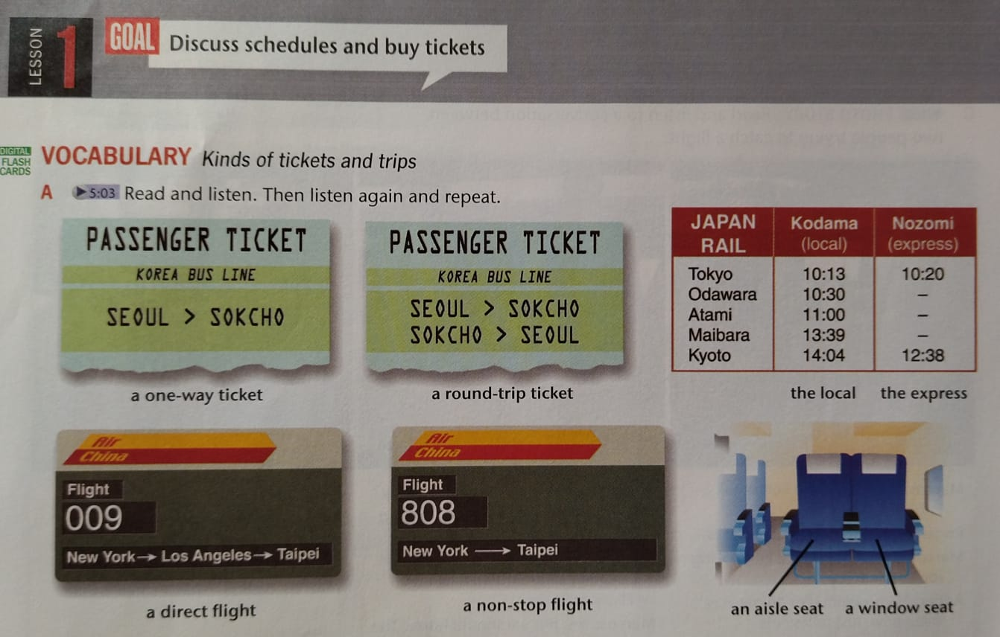 LESSON 1
GOAL Discuss schedules and buy tickets
DIGITAL
FLASH
CARDS
VOCABULARY Kinds of tickets and trips
A 5:03 Read and listen. Then listen again and repeat.
PASSENGER TICKET
KOREA BUS LINE
SEOUL > SOKCHO
a one-way ticket
PASSENGER TICKET
KOREA BUS LINE
SEOUL > SOKCHO
SOKCHO > SEOUL
a round-trip ticket
JAPAN RAIL Kodama (local) Nozomi (express)
Tokyo 10:13 10:20
Odawara 10:30 –
Atami 11:00 –
Maibara 13:39 –
Kyoto 14:04 12:38
the local the express
Air
China
Flight
009
New York → Los Angeles → Taipei
a direct flight
Air
China
Flight
808
New York → Taipei
a non-stop flight
an aisle seat a window seat